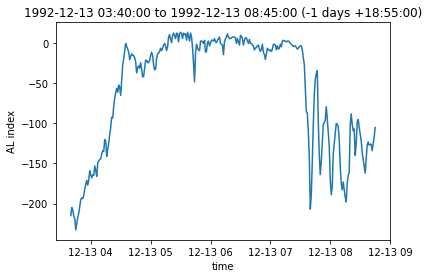 1992-12-13 03:40:00 to 1992-12-13 08:45:00 (-1 days +18:55:00)
0
−50
−100
−150
−200
AL index
12-13 04 12-13 05 12-13 06 12-13 07 12-13 08 12-13 09
time